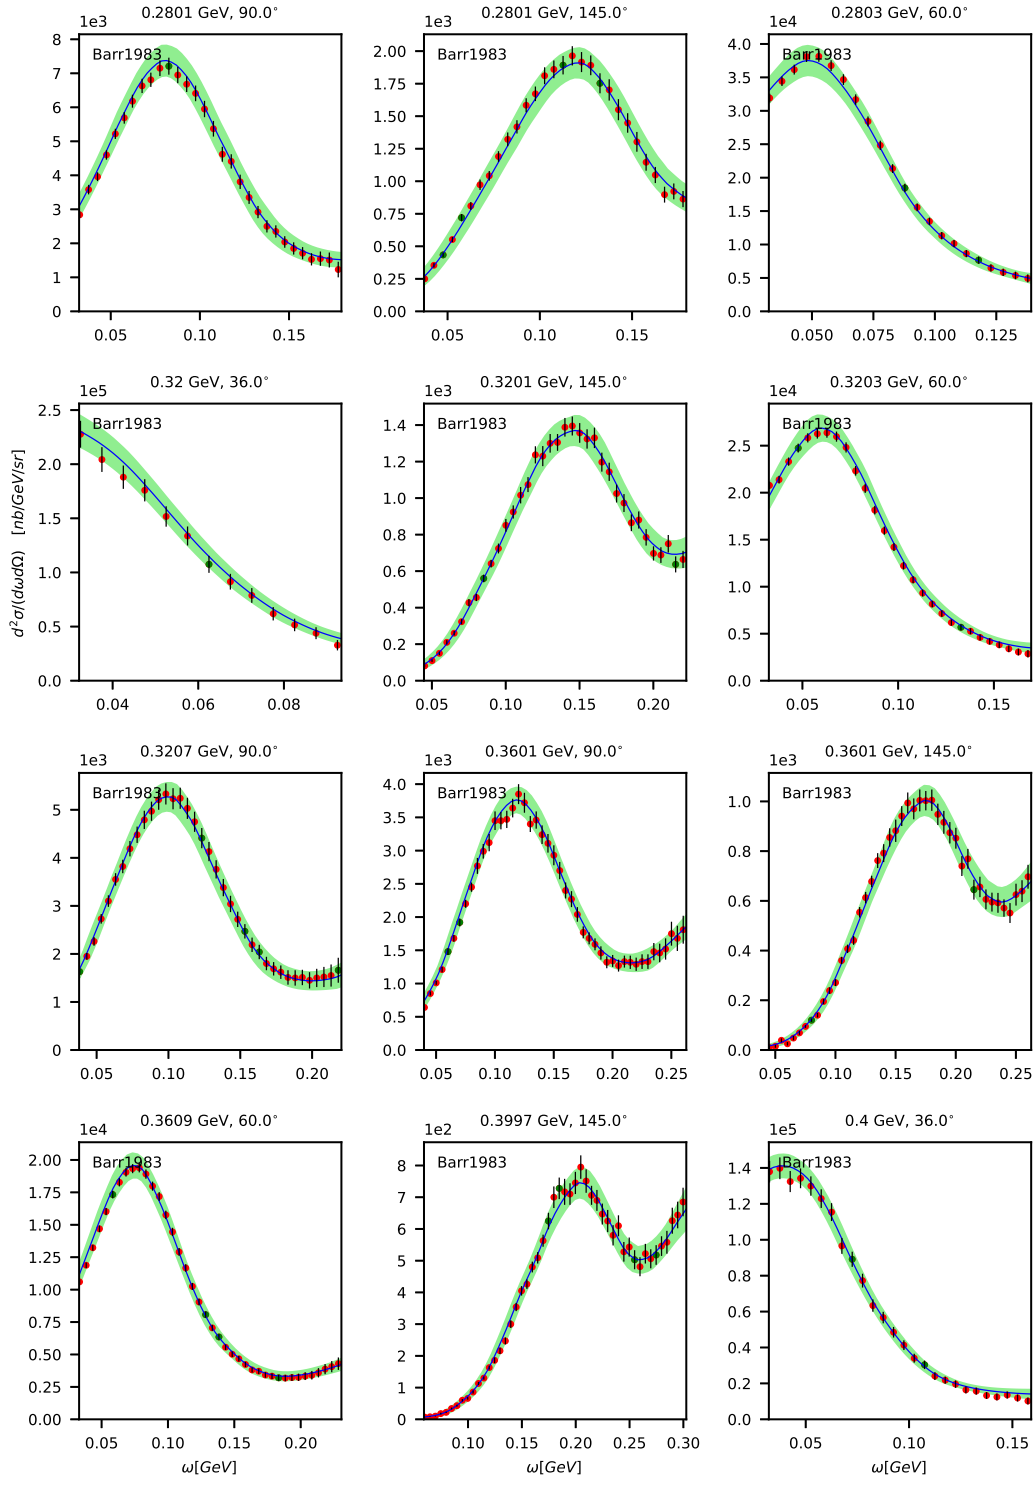 0.2801 GeV, 90.0°
1e3
Barr1983
8
7
6
5
4
3
2
1
0
0.05 0.10 0.15
0.2801 GeV, 145.0°
1e3
Barr1983
2.00
1.75
1.50
1.25
1.00
0.75
0.50
0.25
0.00
0.05 0.10 0.15
0.2803 GeV, 60.0°
1e4
Barr1983
4.0
3.5
3.0
2.5
2.0
1.5
1.0
0.5
0.0
0.050 0.075 0.100 0.125
0.32 GeV, 36.0°
1e5
Barr1983
2.5
2.0
1.5
1.0
0.5
0.0
0.04 0.06 0.08
d²σ/(dωdΩ) [nb/GeV/sr]
0.3201 GeV, 145.0°
1e3
Barr1983
1.4
1.2
1.0
0.8
0.6
0.4
0.2
0.0
0.05 0.10 0.15 0.20
0.3203 GeV, 60.0°
1e4
Barr1983
2.5
2.0
1.5
1.0
0.5
0.0
0.05 0.10 0.15
0.3207 GeV, 90.0°
1e3
Barr1983
5
4
3
2
1
0
0.05 0.10 0.15 0.20
0.3601 GeV, 90.0°
1e3
Barr1983
4.0
3.5
3.0
2.5
2.0
1.5
1.0
0.5
0.0
0.05 0.10 0.15 0.20 0.25
0.3601 GeV, 145.0°
1e3
Barr1983
1.0
0.8
0.6
0.4
0.2
0.0
0.05 0.10 0.15 0.20 0.25
0.3609 GeV, 60.0°
1e4
Barr1983
2.00
1.75
1.50
1.25
1.00
0.75
0.50
0.25
0.00
0.05 0.10 0.15 0.20
ω[GeV]
0.3997 GeV, 145.0°
1e2
Barr1983
8
7
6
5
4
3
2
1
0
0.10 0.15 0.20 0.25 0.30
ω[GeV]
0.4 GeV, 36.0°
1e5
Barr1983
1.4
1.2
1.0
0.8
0.6
0.4
0.2
0.0
0.05 0.10 0.15
ω[GeV]